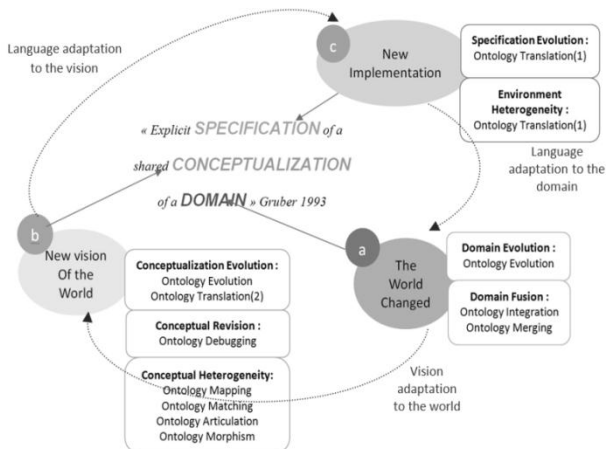 Language adaptation
to the vision
c
New
Implementation
Specification Evolution :
Ontology Translation(1)
Environment
Heterogeneity :
Ontology Translation(1)
Language
adaptation to the
domain
« Explicit SPECIFICATION of a
shared CONCEPTUALIZATION
of a DOMAIN » Gruber 1993
b
New vision
Of the
World
Conceptualization Evolution :
Ontology Evolution
Ontology Translation(2)
Conceptual Revision :
Ontology Debugging
Conceptual Heterogeneity:
Ontology Mapping
Ontology Matching
Ontology Articulation
Ontology Morphism
a
The
World
Changed
Domain Evolution :
Ontology Evolution
Domain Fusion :
Ontology Integration
Ontology Merging
Vision
adaptation
to the world